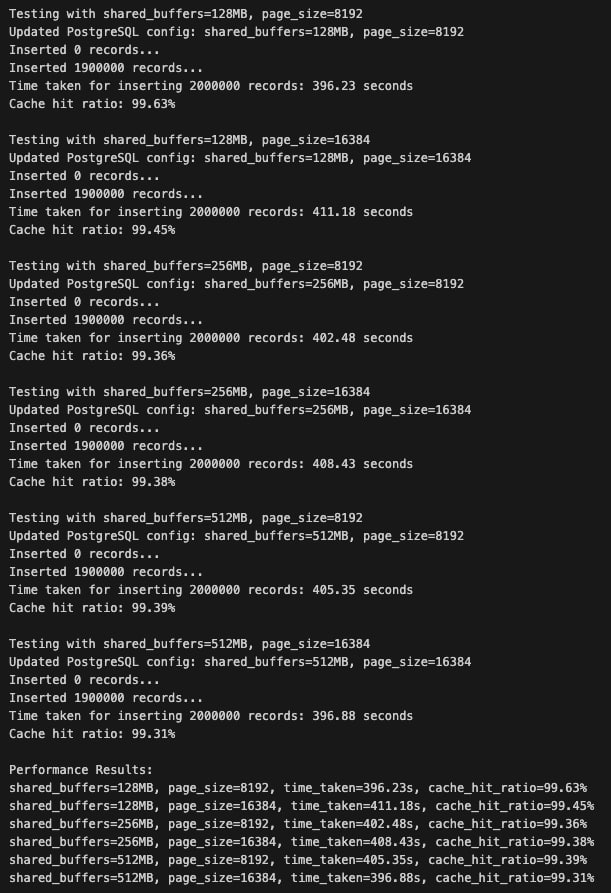 Testing with shared_buffers=128MB, page_size=8192
Updated PostgreSQL config: shared_buffers=128MB, page_size=8192
Inserted 0 records...
Inserted 1900000 records...
Time taken for inserting 2000000 records: 396.23 seconds
Cache hit ratio: 99.63%

Testing with shared_buffers=128MB, page_size=16384
Updated PostgreSQL config: shared_buffers=128MB, page_size=16384
Inserted 0 records...
Inserted 1900000 records...
Time taken for inserting 2000000 records: 411.18 seconds
Cache hit ratio: 99.45%

Testing with shared_buffers=256MB, page_size=8192
Updated PostgreSQL config: shared_buffers=256MB, page_size=8192
Inserted 0 records...
Inserted 1900000 records...
Time taken for inserting 2000000 records: 402.48 seconds
Cache hit ratio: 99.36%

Testing with shared_buffers=256MB, page_size=16384
Updated PostgreSQL config: shared_buffers=256MB, page_size=16384
Inserted 0 records...
Inserted 1900000 records...
Time taken for inserting 2000000 records: 408.43 seconds
Cache hit ratio: 99.38%

Testing with shared_buffers=512MB, page_size=8192
Updated PostgreSQL config: shared_buffers=512MB, page_size=8192
Inserted 0 records...
Inserted 1900000 records...
Time taken for inserting 2000000 records: 405.35 seconds
Cache hit ratio: 99.39%

Testing with shared_buffers=512MB, page_size=16384
Updated PostgreSQL config: shared_buffers=512MB, page_size=16384
Inserted 0 records...
Inserted 1900000 records...
Time taken for inserting 2000000 records: 396.88 seconds
Cache hit ratio: 99.31%

Performance Results:
shared_buffers=128MB, page_size=8192, time_taken=396.23s, cache_hit_ratio=99.63%
shared_buffers=128MB, page_size=16384, time_taken=411.18s, cache_hit_ratio=99.45%
shared_buffers=256MB, page_size=8192, time_taken=402.48s, cache_hit_ratio=99.36%
shared_buffers=256MB, page_size=16384, time_taken=408.43s, cache_hit_ratio=99.38%
shared_buffers=512MB, page_size=8192, time_taken=405.35s, cache_hit_ratio=99.39%
shared_buffers=512MB, page_size=16384, time_taken=396.88s, cache_hit_ratio=99.31%